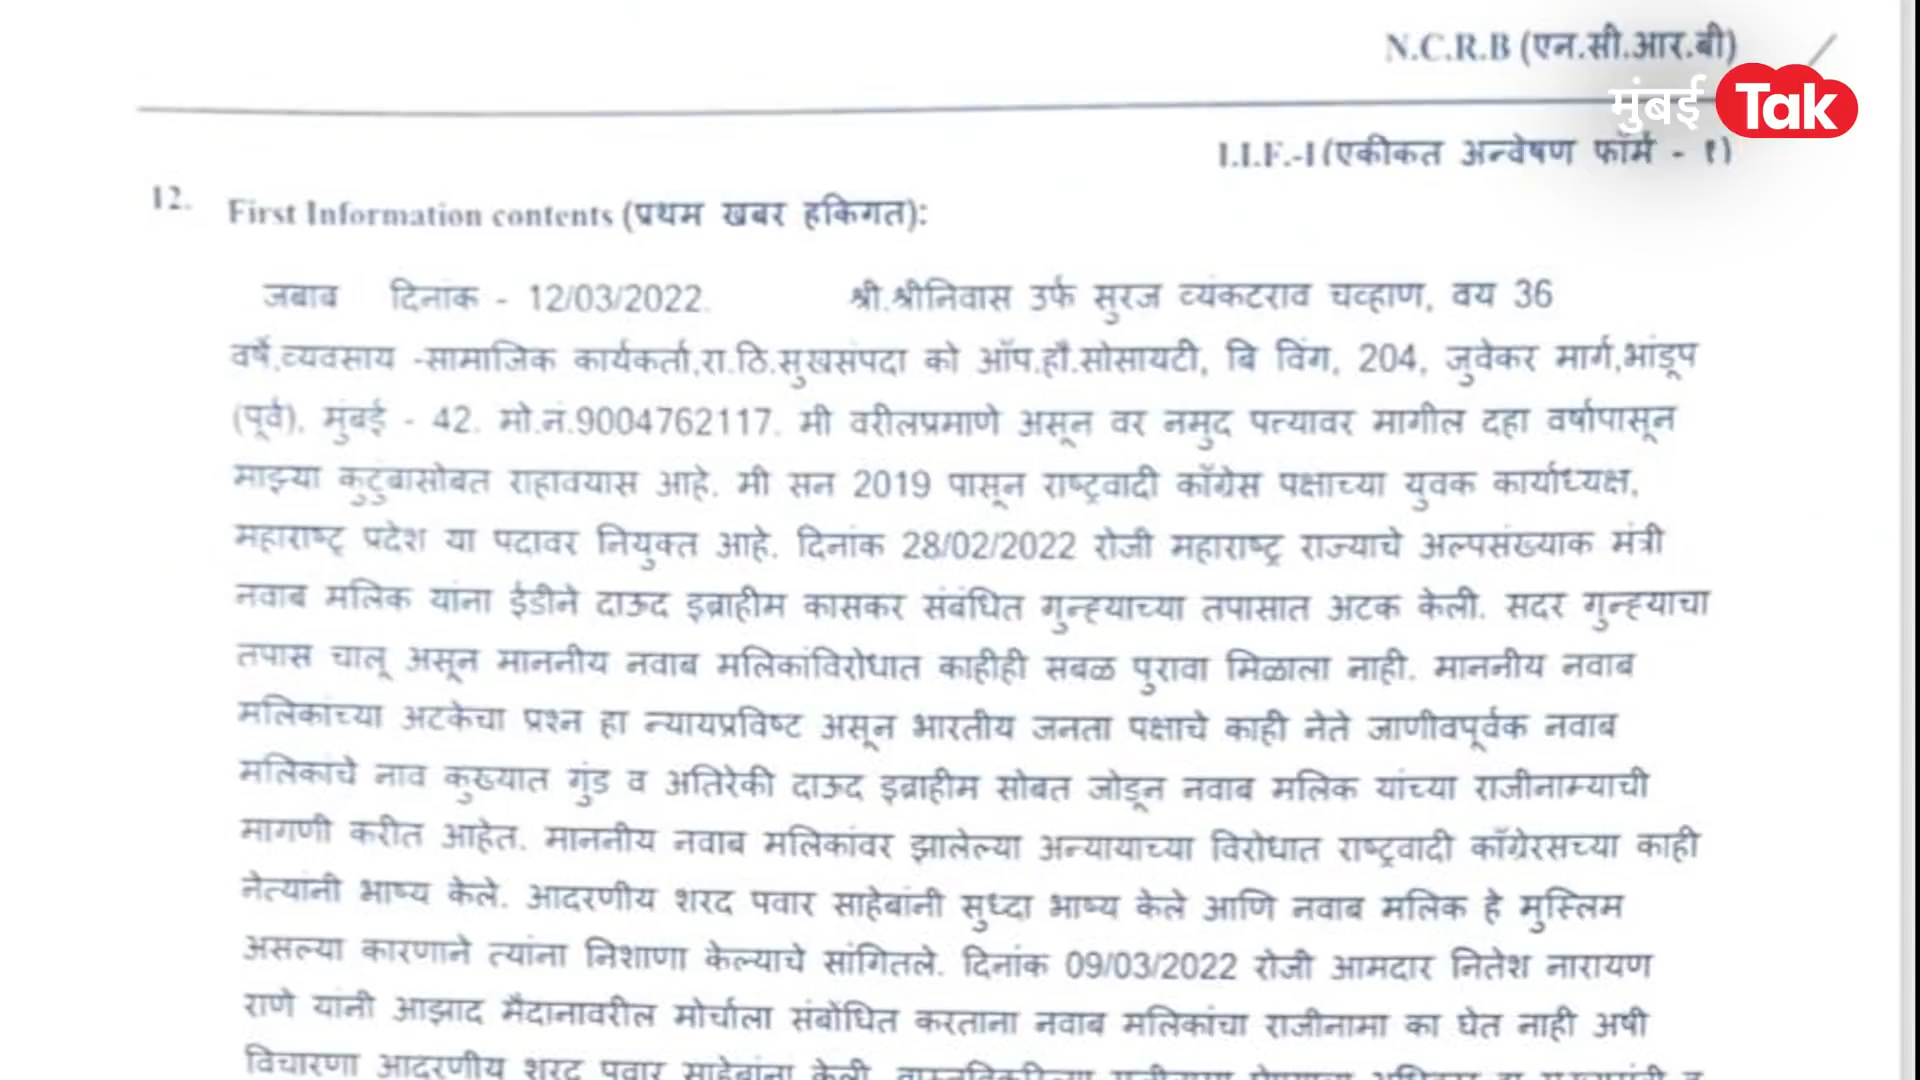 N.C.R.B (एन.सी.आर.बी)
मुंबई Tak
I.I.F.-I (एकीकत अन्वेषण फॉर्म - १)
12. First Information contents (प्रथम खबर हकिगत):
जबाब दिनांक - 12/03/2022. श्री.श्रीनिवास उर्फ सुरज व्यंकटराव चव्हाण, वय 36
वर्षे,व्यवसाय -सामाजिक कार्यकर्ता,रा.ठि.सुखसंपदा को ऑप.हौ.सोसायटी, बि विंग, 204, जुवेकर मार्ग,भांडूप
(पूर्व), मुंबई - 42. मो.नं.9004762117. मी वरीलप्रमाणे असून वर नमुद पत्यावर मागील दहा वर्षापासून
माझ्या कुटुंबासोबत राहावयास आहे. मी सन 2019 पासून राष्ट्रवादी कॉंग्रेस पक्षाच्या युवक कार्याध्यक्ष,
महाराष्ट्र प्रदेश या पदावर नियुक्त आहे. दिनांक 28/02/2022 रोजी महाराष्ट्र राज्याचे अल्पसंख्याक मंत्री
नवाब मलिक यांना ईडीने दाऊद इब्राहीम कासकर संबंधित गुन्ह्याच्या तपासात अटक केली. सदर गुन्ह्याचा
तपास चालू असून माननीय नवाब मलिकांविरोधात काहीही सबळ पुरावा मिळाला नाही. माननीय नवाब
मलिकांच्या अटकेचा प्रश्न हा न्यायप्रविष्ट असून भारतीय जनता पक्षाचे काही नेते जाणीवपूर्वक नवाब
मलिकांचे नाव कुख्यात गुंड व अतिरेकी दाऊद इब्राहीम सोबत जोडून नवाब मलिक यांच्या राजीनाम्याची
मागणी करीत आहेत. माननीय नवाब मलिकांवर झालेल्या अन्यायाच्या विरोधात राष्ट्रवादी कॉंग्रेरसच्या काही
नेत्यांनी भाष्य केले. आदरणीय शरद पवार साहेबांनी सुध्दा भाष्य केले आणि नवाब मलिक हे मुस्लिम
असल्या कारणाने त्यांना निशाणा केल्याचे सांगितले. दिनांक 09/03/2022 रोजी आमदार नितेश नारायण
राणे यांनी आझाद मैदानावरील मोर्चाला संबोधित करताना नवाब मलिकांचा राजीनामा का घेत नाही अषी
विचारणा आदरणीय शरद पवार साहेबांना केली.